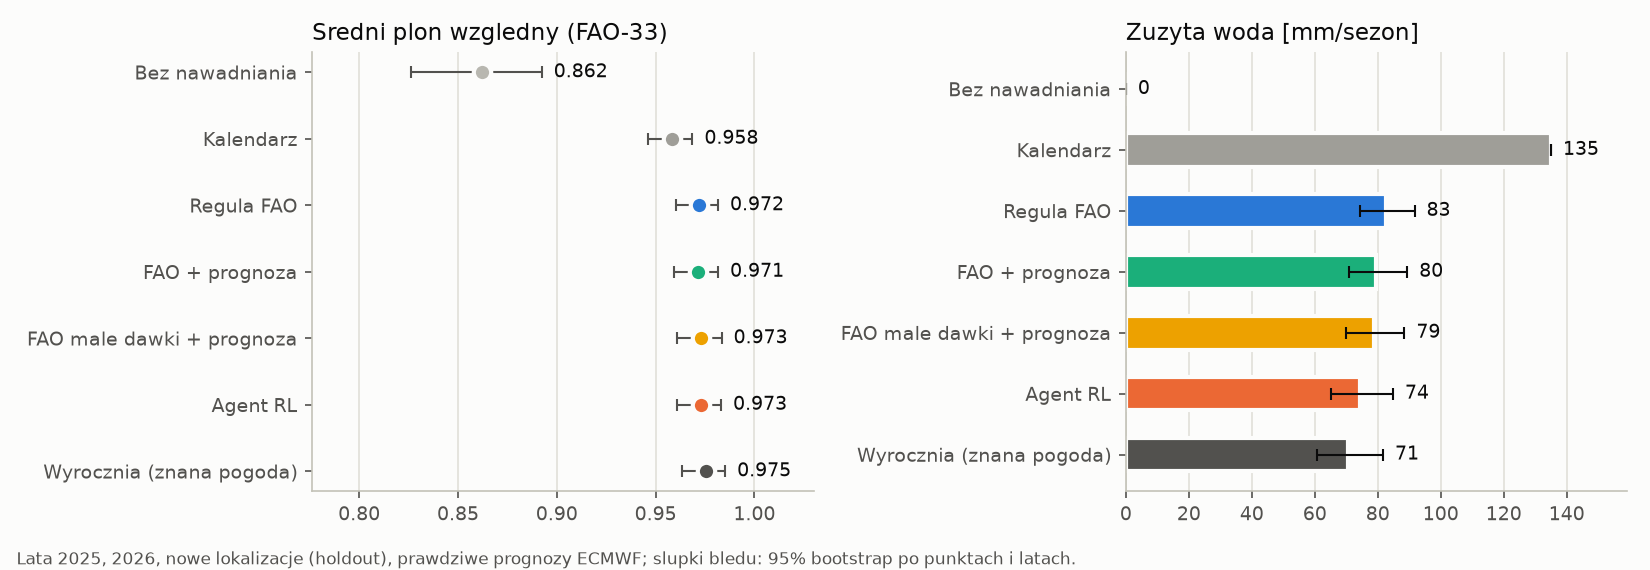 Sredni plon wzgledny (FAO-33)
Bez nawadniania
0.862
Kalendarz
0.958
Regula FAO
0.972
FAO + prognoza
0.971
FAO male dawki + prognoza
0.973
Agent RL
0.973
Wyrocznia (znana pogoda)
0.975
0.80 0.85 0.90 0.95 1.00
Zuzyta woda [mm/sezon]
Bez nawadniania
0
Kalendarz
135
Regula FAO
83
FAO + prognoza
80
FAO male dawki + prognoza
79
Agent RL
74
Wyrocznia (znana pogoda)
71
0 20 40 60 80 100 120 140
Lata 2025, 2026, nowe lokalizacje (holdout), prawdziwe prognozy ECMWF; slupki bledu: 95% bootstrap po punktach i latach.